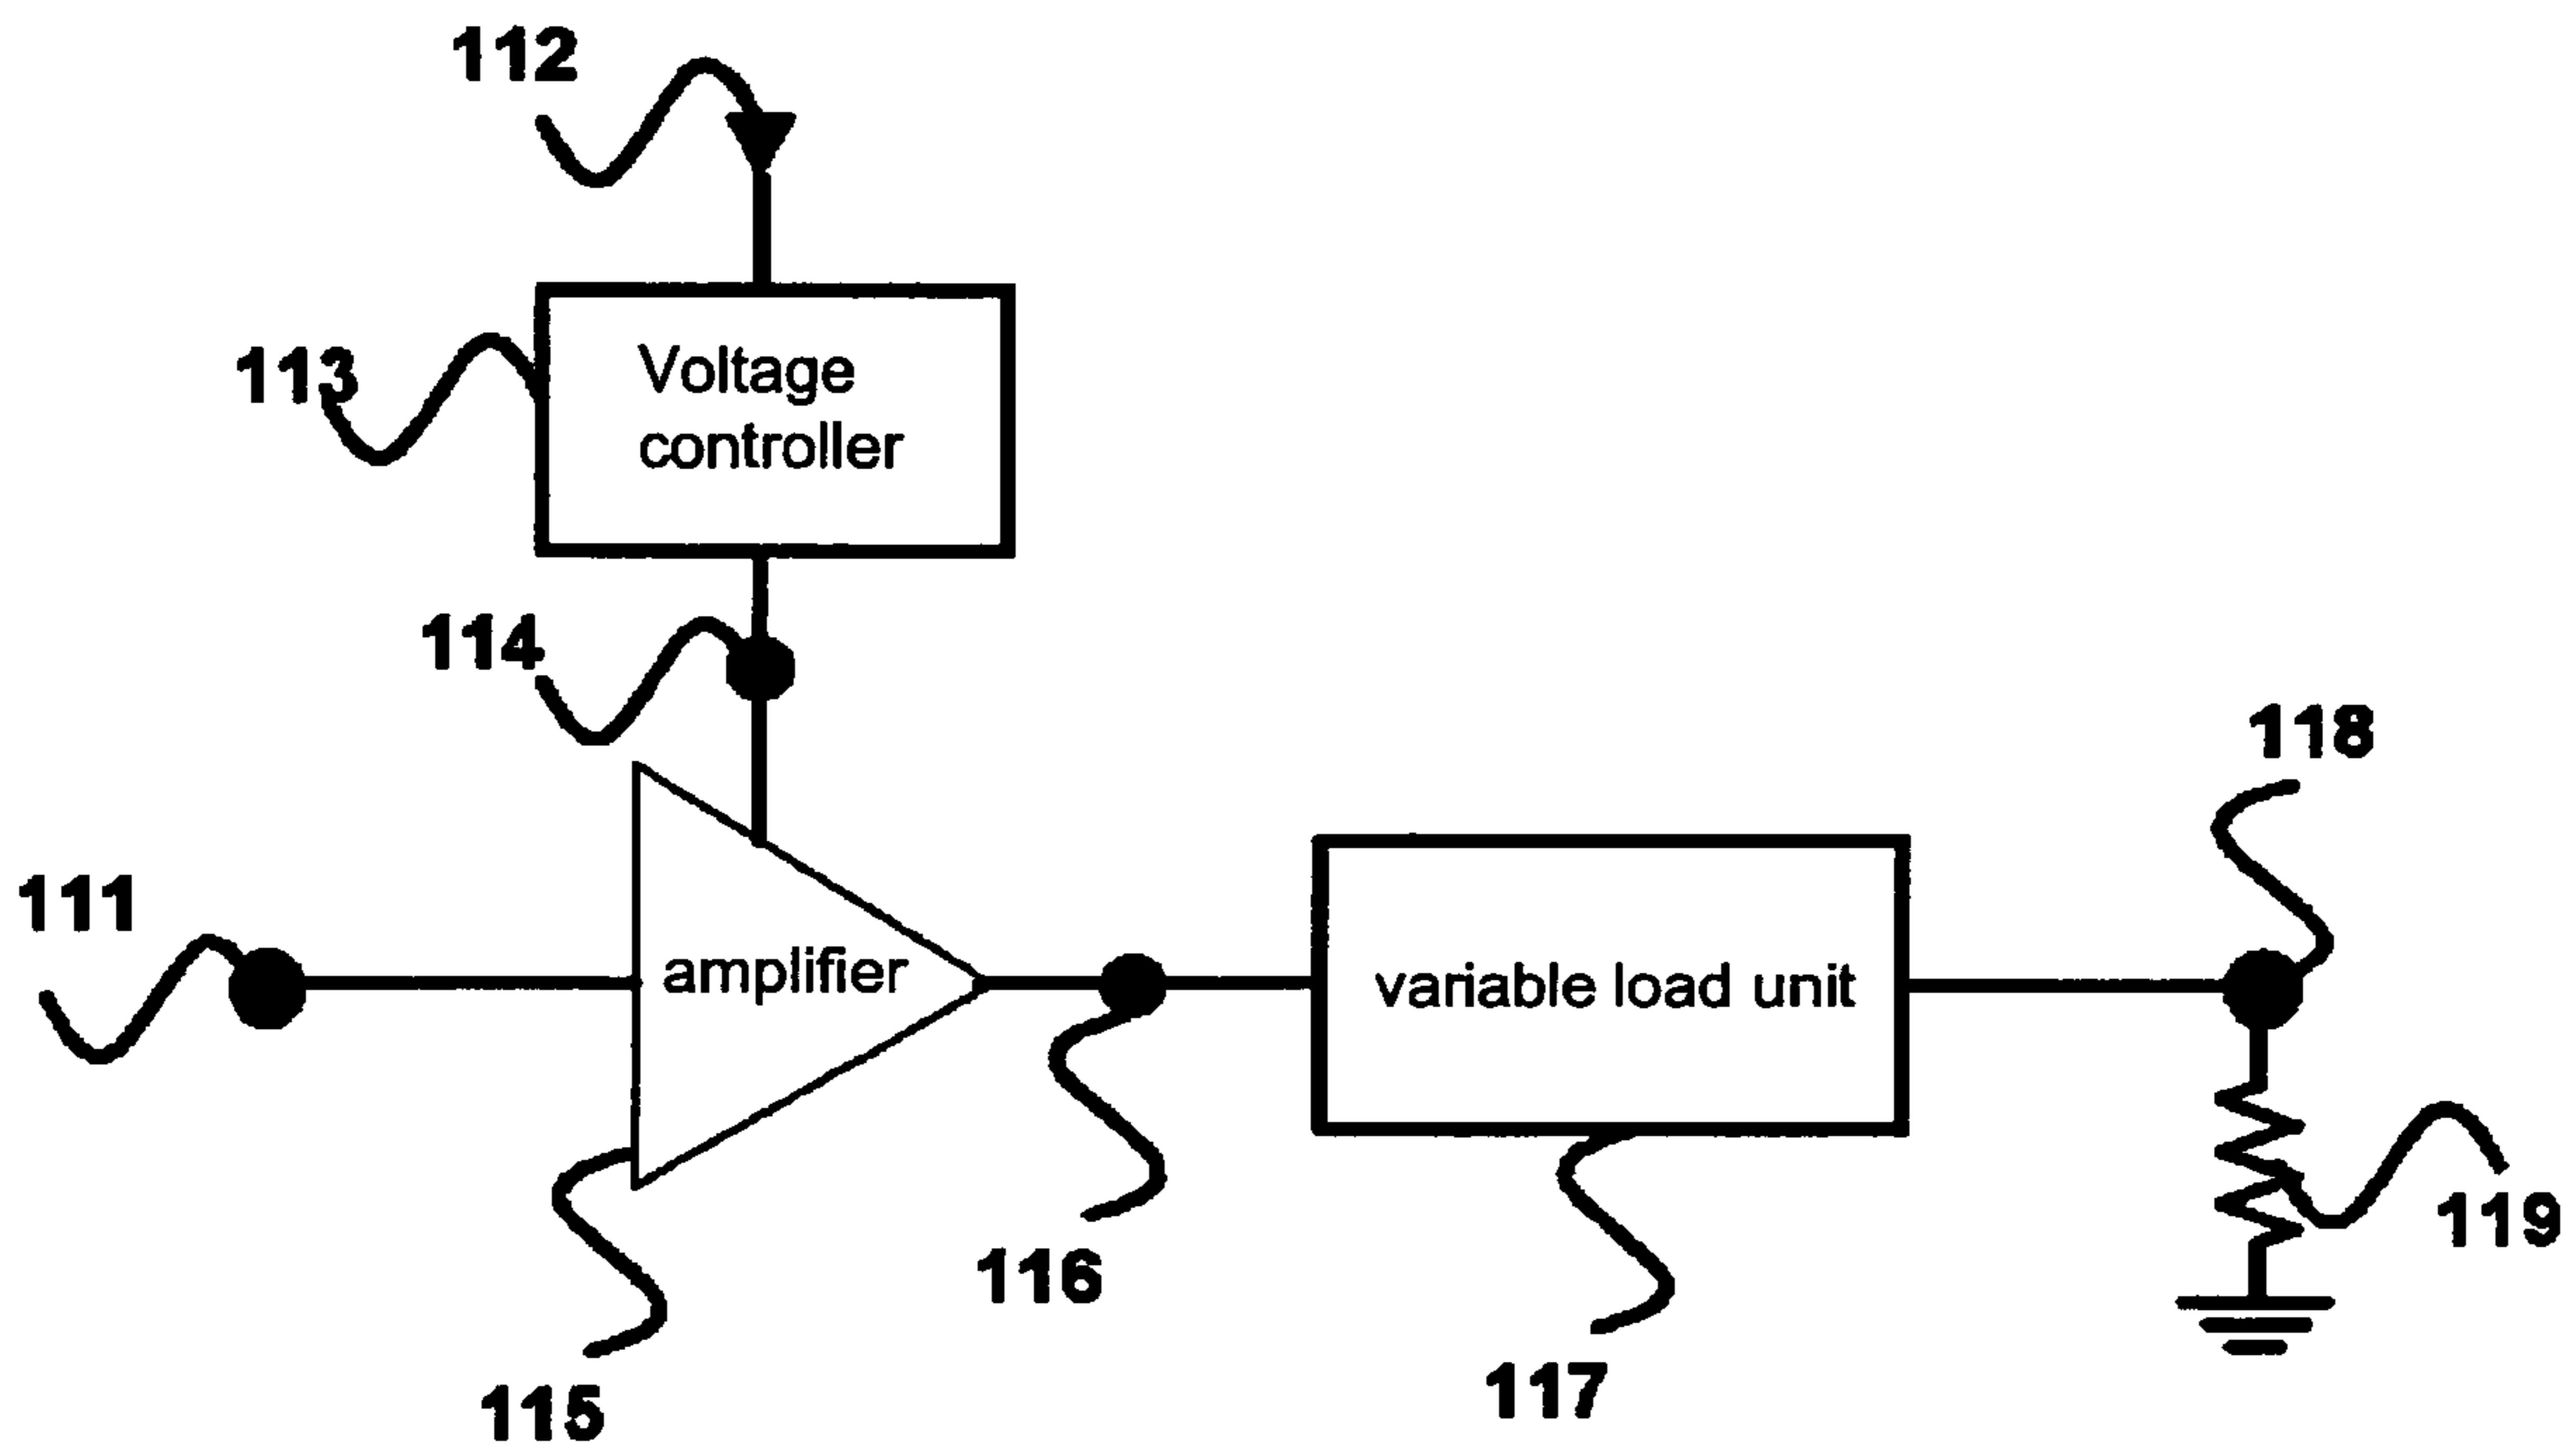 112
113
Voltage
controller
114
118
111
amplifier
variable load unit
116
119
115
117